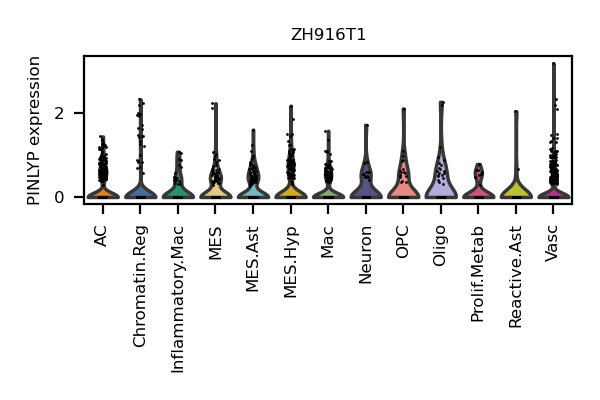 ZH916T1
PINLYP expression
2
0
AC
Chromatin.Reg
Inflammatory.Mac
MES
MES.Ast
MES.Hyp
Mac
Neuron
OPC
Oligo
Prolif.Metab
Reactive.Ast
Vasc